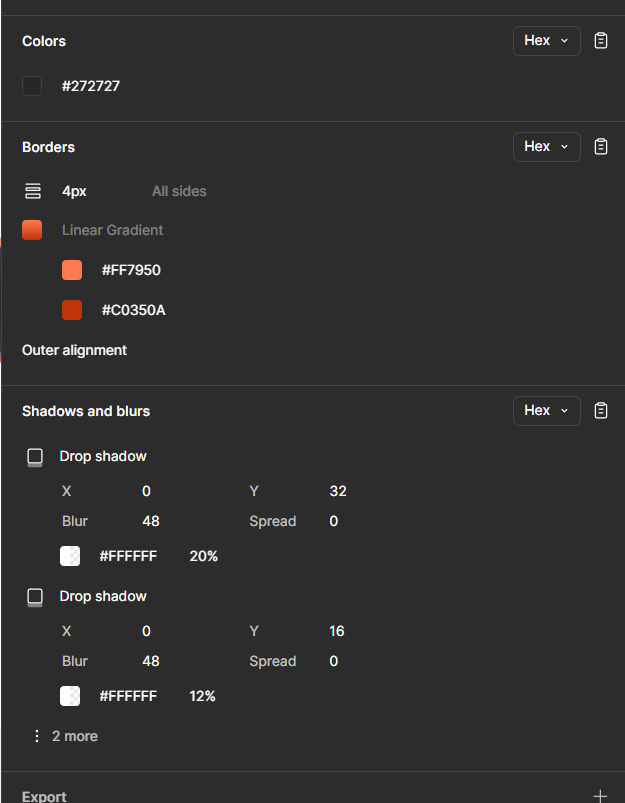 Colors Hex
#272727
Borders Hex
4px All sides
Linear Gradient
#FF7950
#C0350A
Outer alignment
Shadows and blurs Hex
Drop shadow
X 0 Y 32
Blur 48 Spread 0
#FFFFFF 20%
Drop shadow
X 0 Y 16
Blur 48 Spread 0
#FFFFFF 12%
2 more
Export